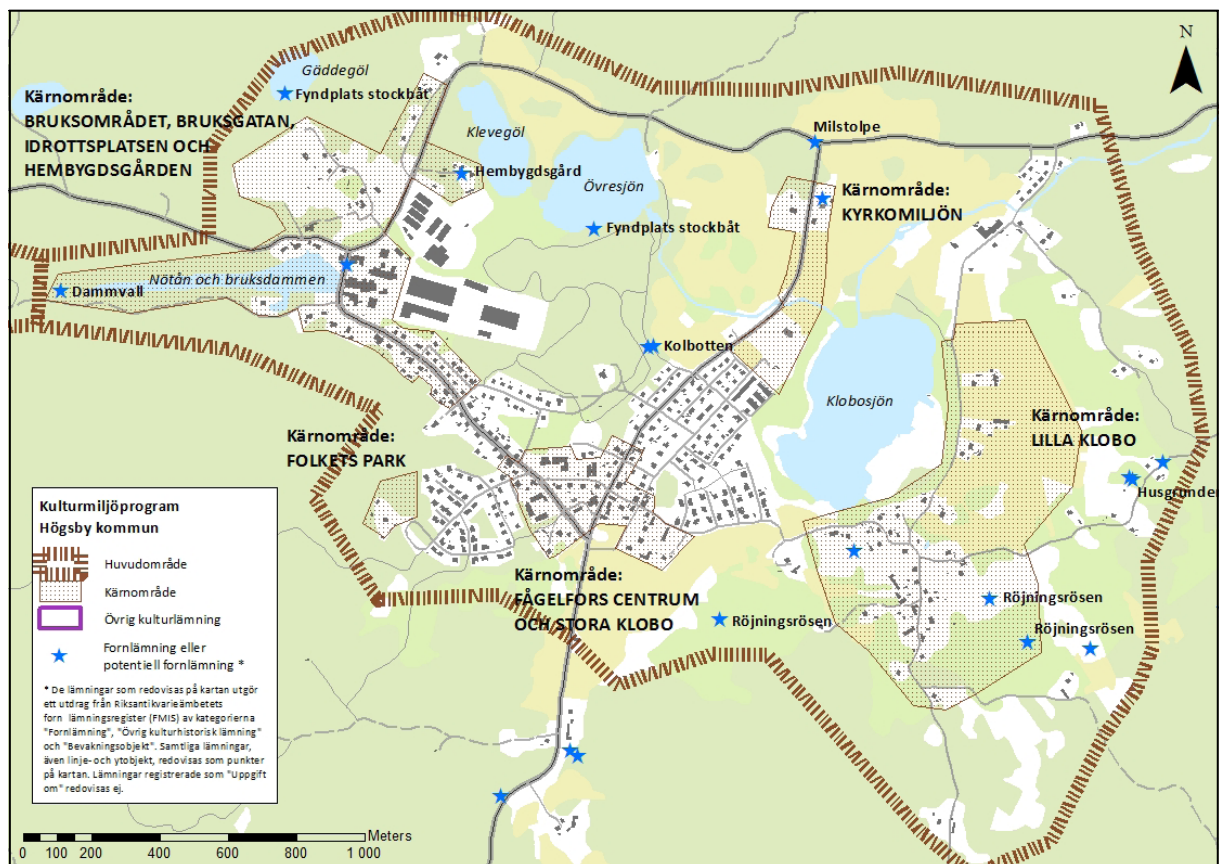 N
Gäddegöl
Fyndplats stockbåt
Kärnområde:
BRUKSOMRÅDET, BRUKSGATAN,
IDROTTSPLATSEN OCH
HEMBYGDSGÅRDEN
Klevegöl
Milstolpe
Hembygdsgård
Övresjön
Kärnområde:
KYRKOMILJÖN
Fyndplats stockbåt
Nötån och bruksdammen
Dammvall
Kolbotten
Klobosjön
Kärnområde:
LILLA KLOBO
Kärnområde:
FOLKETS PARK
Husgrunder
Kärnområde:
FÅGELFORS CENTRUM
OCH STORA KLOBO
Röjningsrösen
Röjningsrösen
Röjningsrösen
Kulturmiljöprogram
Högsby kommun
Huvudområde
Kärnområde
Övrig kulturlämning
Fornlämning eller
potentiell fornlämning *
* De lämningar som redovisas på kartan utgör
ett utdrag från Riksantikvarieämbetets
forn lämningsregister (FMIS) av kategorierna
"Fornlämning", "Övrig kulturhistorisk lämning"
och "Bevakningsobjekt". Samtliga lämningar,
även linje- och ytobjekt, redovisas som punkter
på kartan. Lämningar registrerade som "Uppgift
om" redovisas ej.
Meters
0 100 200 400 600 800 1 000